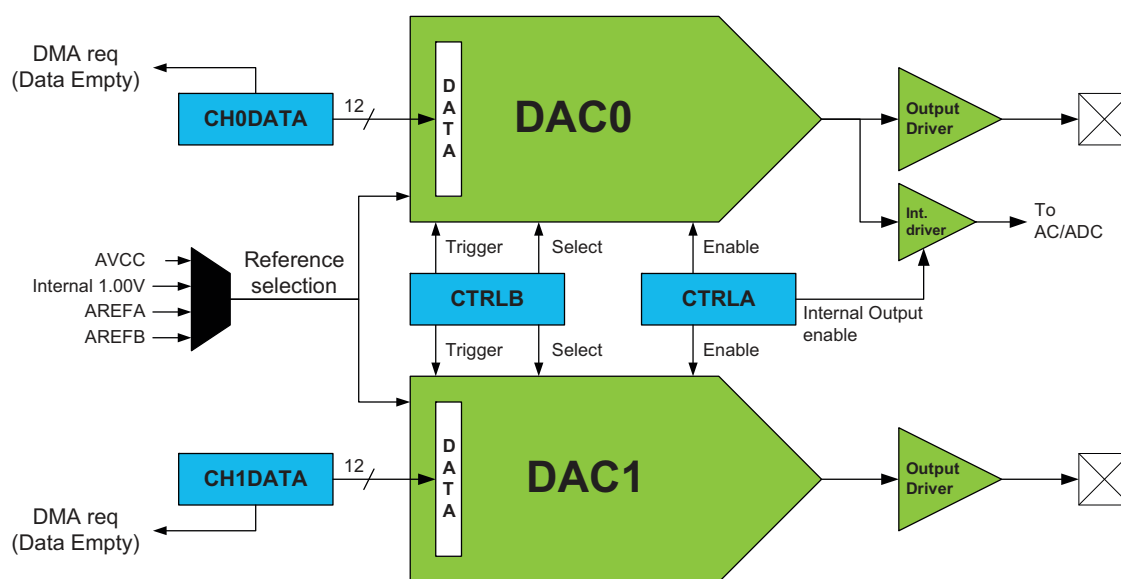 DMA req
(Data Empty)
CH0DATA
12
D
A
T
A
DAC0
Output
Driver
Int.
driver
To
AC/ADC
Trigger
Select
Enable
AVCC
Internal 1.00V
AREFA
AREFB
Reference
selection
CTRLB
CTRLA
Internal Output
enable
Trigger
Select
Enable
CH1DATA
12
D
A
T
A
DAC1
Output
Driver
DMA req
(Data Empty)